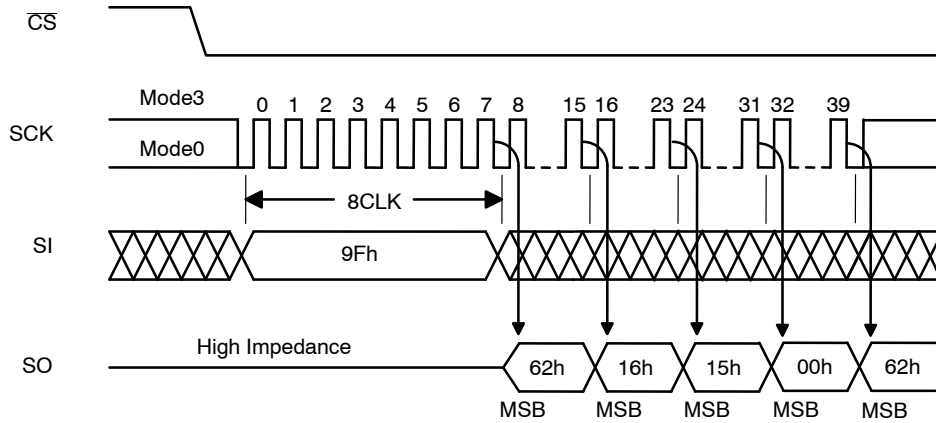 CS
Mode3
0 1 2 3 4 5 6 7 8 15 16 23 24 31 32 39
SCK
Mode0
8CLK
SI
9Fh
High Impedance
SO
62h 16h 15h 00h 62h
MSB MSB MSB MSB MSB